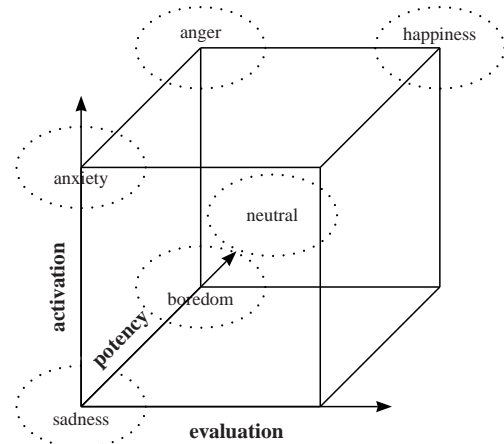 anger
happiness
anxiety
neutral
activation
potency
boredom
sadness
evaluation